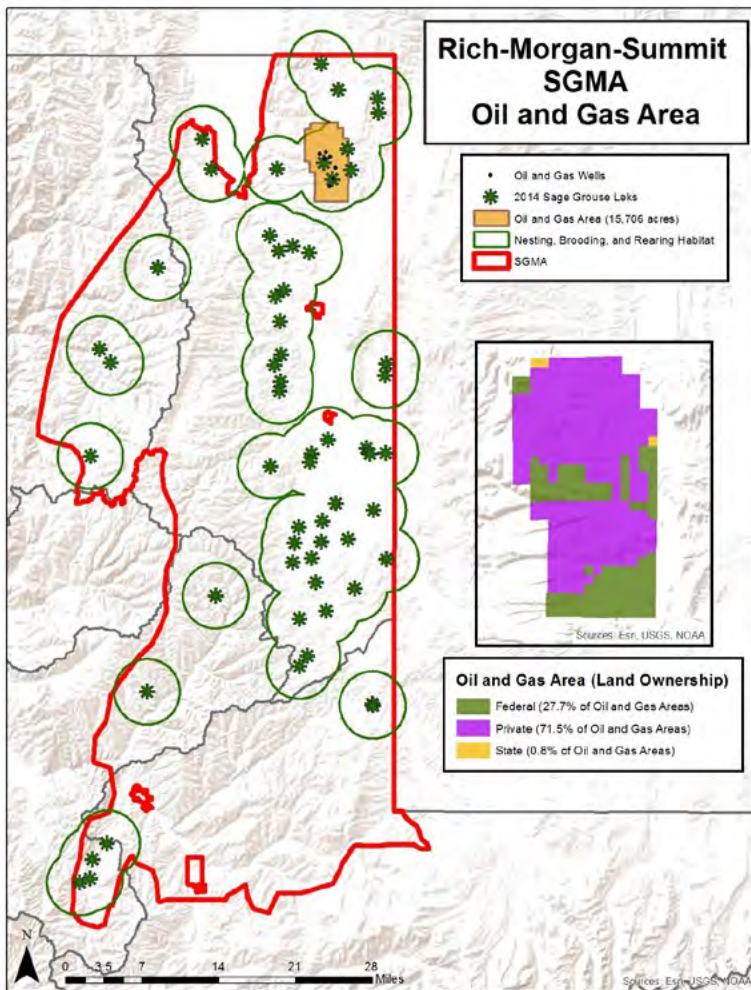 Rich-Morgan-Summit
SGMA
Oil and Gas Area
Oil and Gas Wells
2014 Sage Grouse Leks
Oil and Gas Area (15,706 acres)
Nesting, Brooding, and Rearing Habitat
SGMA
Sources: Esri, USGS, NOAA
Oil and Gas Area (Land Ownership)
Federal (27.7% of Oil and Gas Areas)
Private (71.5% of Oil and Gas Areas)
State (0.8% of Oil and Gas Areas)
N
0 3.5 7 14 21 28
Miles
Sources: Esri, USGS, NOAA